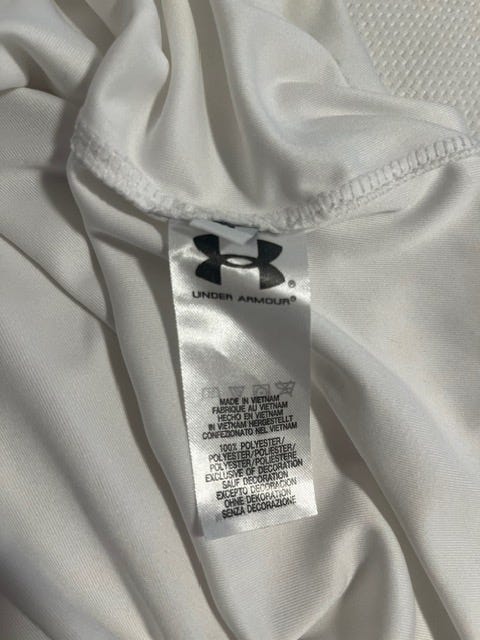 UNDER ARMOUR®
MADE IN VIETNAM
FABRIQUE AU VIETNAM
HECHO EN VIETNAM
IN VIETNAM HERGESTELLT
CONFEZIONATO NEL VIETNAM
100% POLYESTER/
POLYESTER/POLIESTER/
POLYESTER/POLIESTERE
EXCLUSIVE OF DECORATION
SAUF DECORATION
EXCEPTO DECORACION
OHNE DEKORATION
SENZA DECORAZIONE